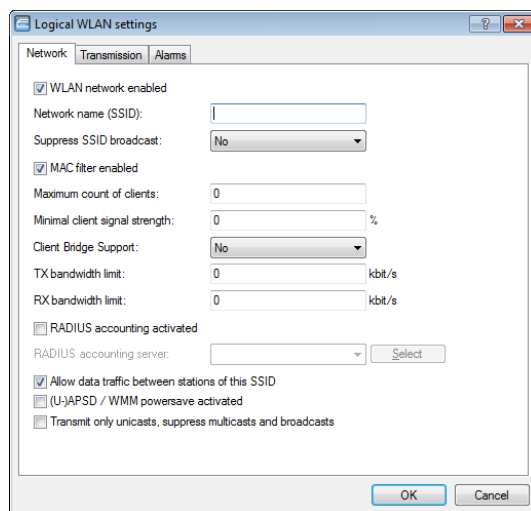 Logical WLAN settings
?
Network Transmission Alarms
WLAN network enabled
Network name (SSID):
Suppress SSID broadcast: No
MAC filter enabled
Maximum count of clients: 0
Minimal client signal strength: 0 %
Client Bridge Support: No
TX bandwidth limit: 0 kbit/s
RX bandwidth limit: 0 kbit/s
RADIUS accounting activated
RADIUS accounting server: Select
Allow data traffic between stations of this SSID
(U-)APSD / WMM powersave activated
Transmit only unicasts, suppress multicasts and broadcasts
OK Cancel